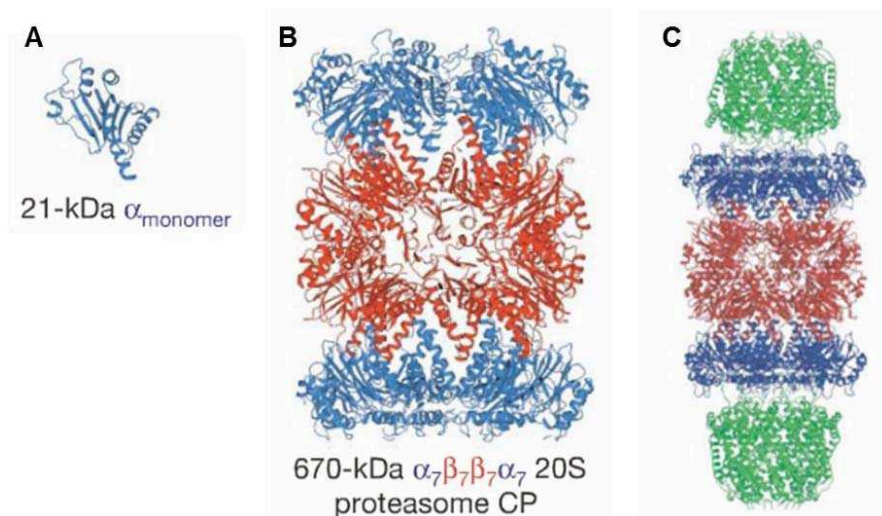 A
21-kDa αmonomer
B
670-kDa α7β7β7α7 20S
proteasome CP
C